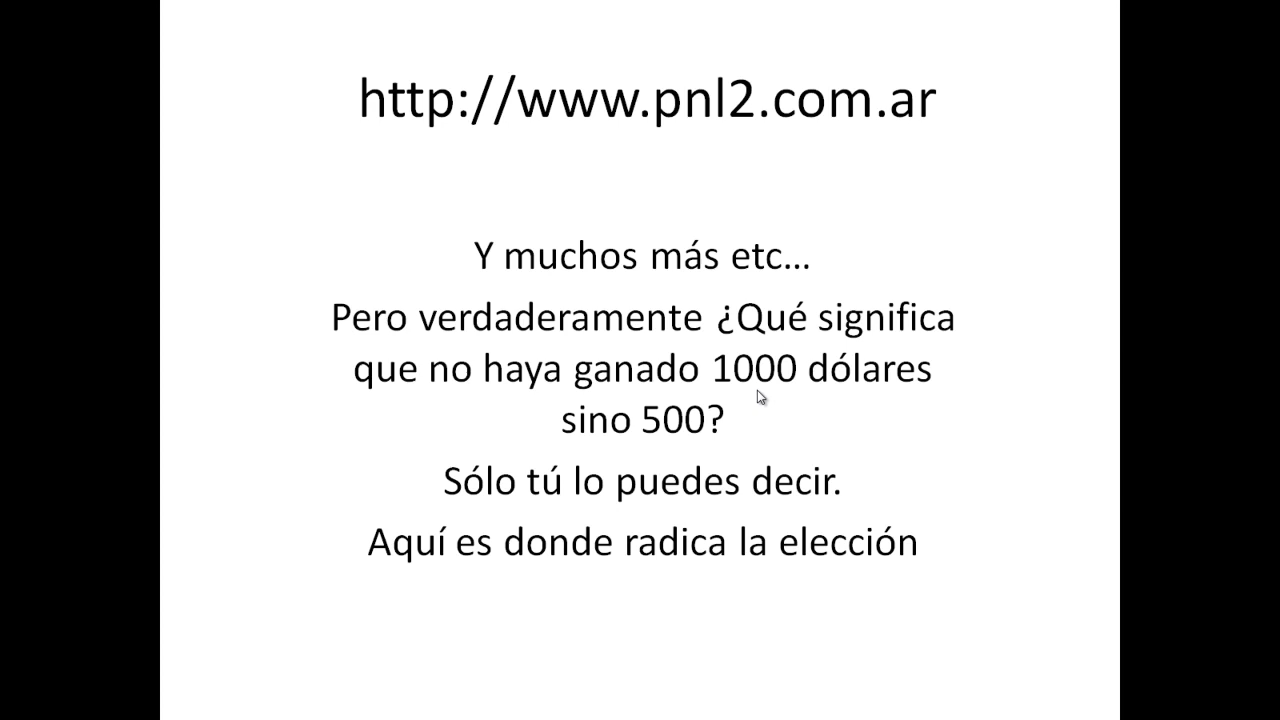 http://www.pnl2.com.ar
Y muchos más etc...
Pero verdaderamente ¿Qué significa
que no haya ganado 1000 dólares
sino 500?
Sólo tú lo puedes decir.
Aquí es donde radica la elección